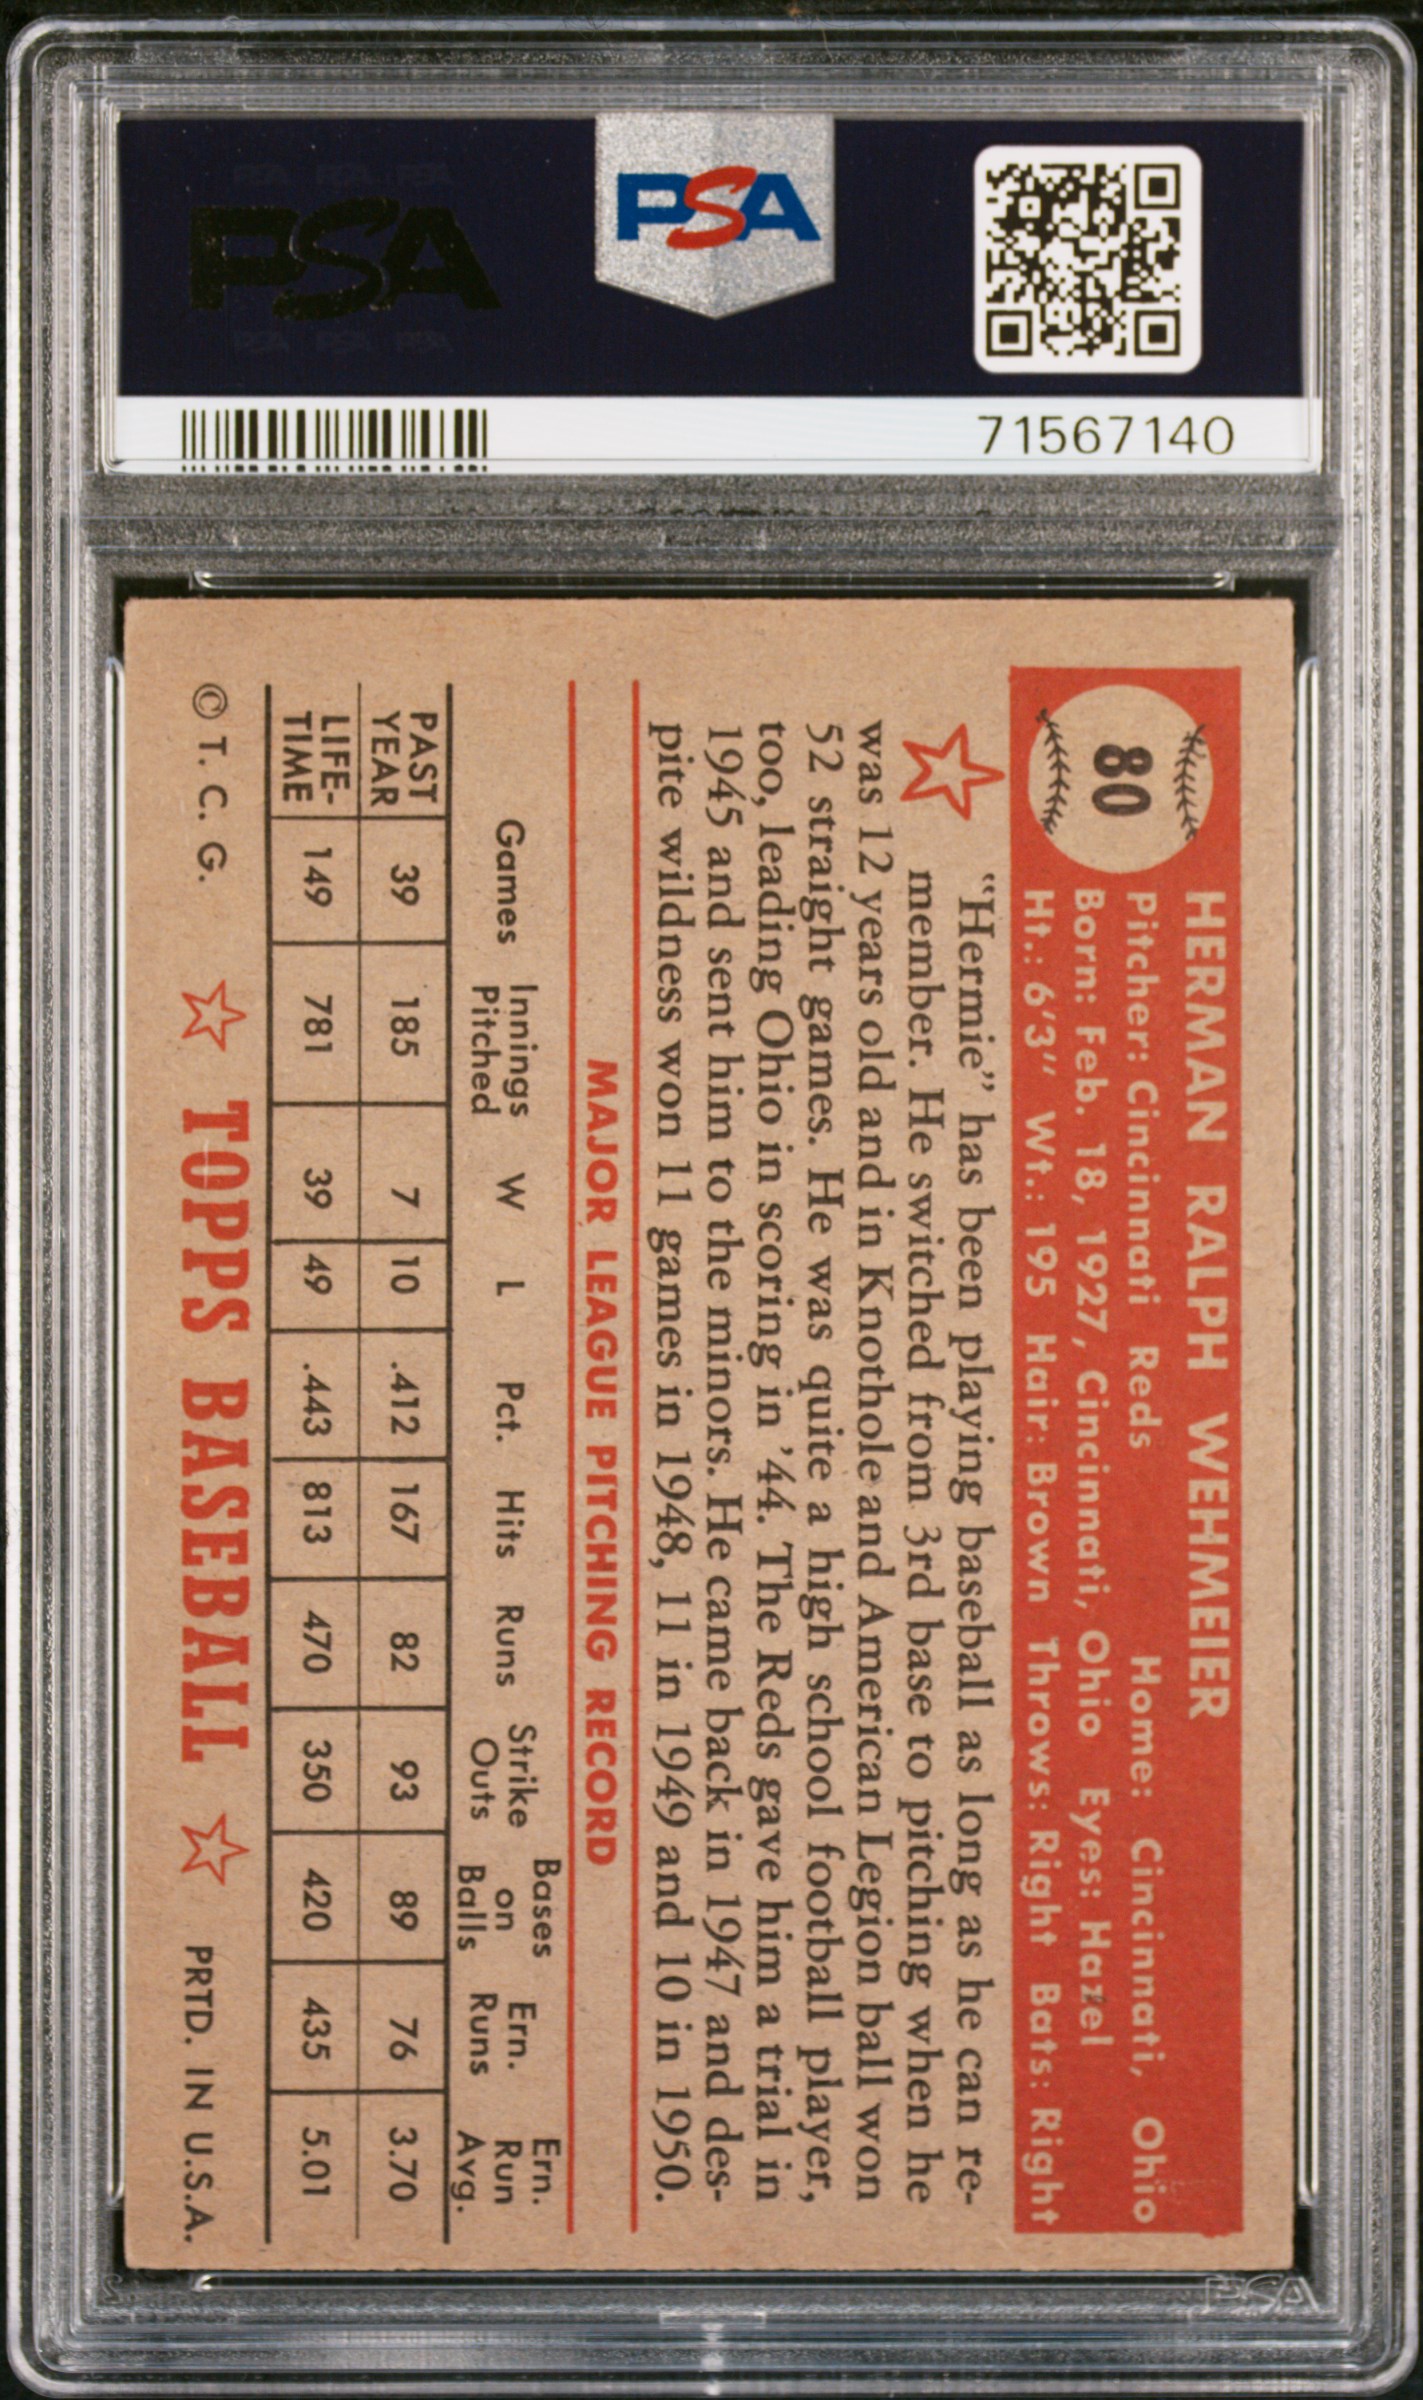 PSA PSA PSA
PSA
PSA PSA PSA
PSA
71567140
80
HERMAN RALPH WEHMEIER
Pitcher: Cincinnati Reds Home: Cincinnati, Ohio
Born: Feb. 18, 1927, Cincinnati, Ohio Eyes: Hazel
Ht.: 6'3" Wt.: 195 Hair: Brown Throws: Right Bats: Right
"Hermie" has been playing baseball as long as he can re-
member. He switched from 3rd base to pitching when he
was 12 years old and in Knothole and American Legion ball won
52 straight games. He was quite a high school football player,
too, leading Ohio in scoring in '44. The Reds gave him a trial in
1945 and sent him to the minors. He came back in 1947 and des-
pite wildness won 11 games in 1948, 11 in 1949 and 10 in 1950.
MAJOR LEAGUE PITCHING RECORD
Games Innings Pitched W L Pct. Hits Runs Strike Outs Bases on Balls Ern. Runs Ern. Run Avg.
PAST YEAR 39 185 7 10 .412 167 82 93 89 76 3.70
LIFE- TIME 149 781 39 49 .443 813 470 350 420 435 5.01
© T. C. G. TOPPS BASEBALL PRTD. IN U.S.A.
PSA